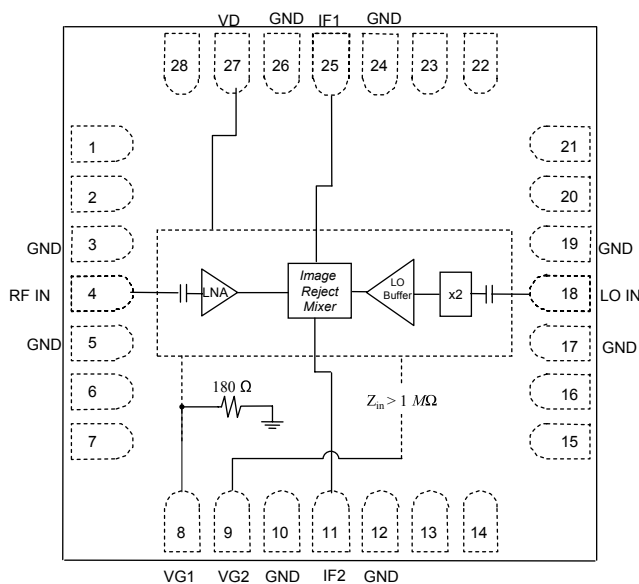 VD GND IF1 GND
28 27 26 25 24 23 22
1 21
2 20
GND 3 19 GND
RF IN 4 LNA Image Reject Mixer LO Buffer x2 18 LO IN
GND 5 17 GND
6 180 Ω Zin > 1 MΩ 16
7 15
8 9 10 11 12 13 14
VG1 VG2 GND IF2 GND